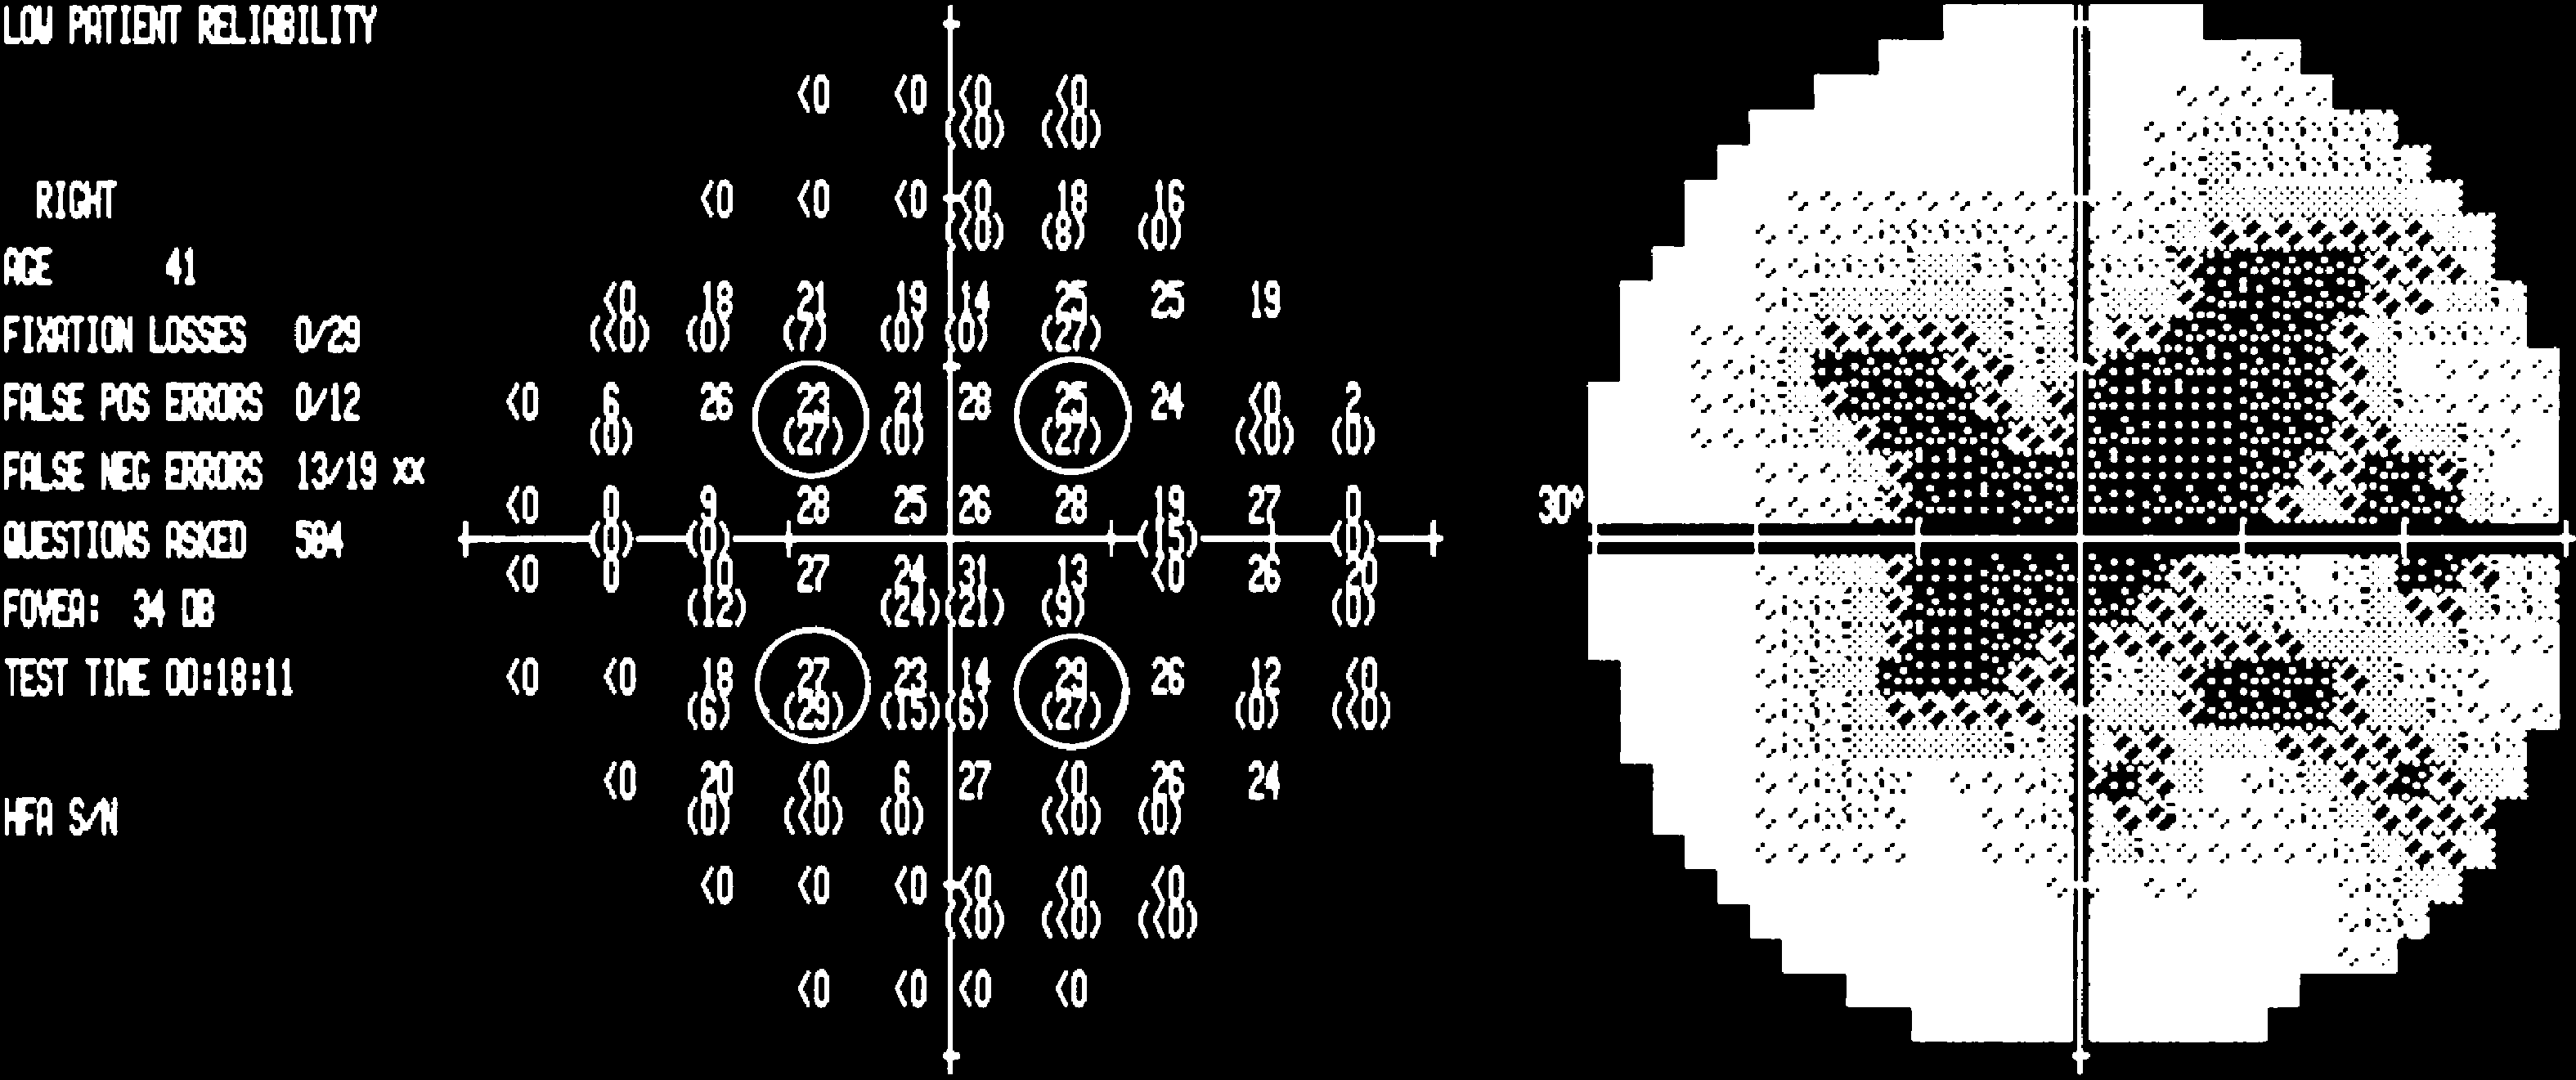 LOW PATIENT RELIABILITY
RIGHT
AGE 41
FIXATION LOSSES 0/29
FALSE POS ERRORS 0/12
FALSE NEG ERRORS 13/19 XX
QUESTIONS ASKED 584
FOVEA: 34 DB
TEST TIME 00:18:11
HFA S/N
<0 <0 <0 <0
(<0) (<0)
<0 <0 <0 <0 18 16
(<0) (8) (0)
<0 18 21 19 14 25 25 19
(<0) (0) (7) (0) (0) (27)
<0 6 26 23 21 28 25 24 <0 2
(0) (27) (0) (27) (<0) (0)
<0 0 9 28 25 26 28 19 27 0
(0) (0) (15) (0)
<0 0 10 27 24 31 13 <0 26 20
(12) (24) (21) (9) (0)
<0 <0 18 27 23 14 29 26 12 <0
(6) (29) (15) (6) (27) (0) (<0)
<0 20 <0 6 27 <0 26 24
(0) (<0) (0) (<0) (0)
<0 <0 <0 <0 <0 <0
(<0) (<0) (<0)
<0 <0 <0 <0
30°